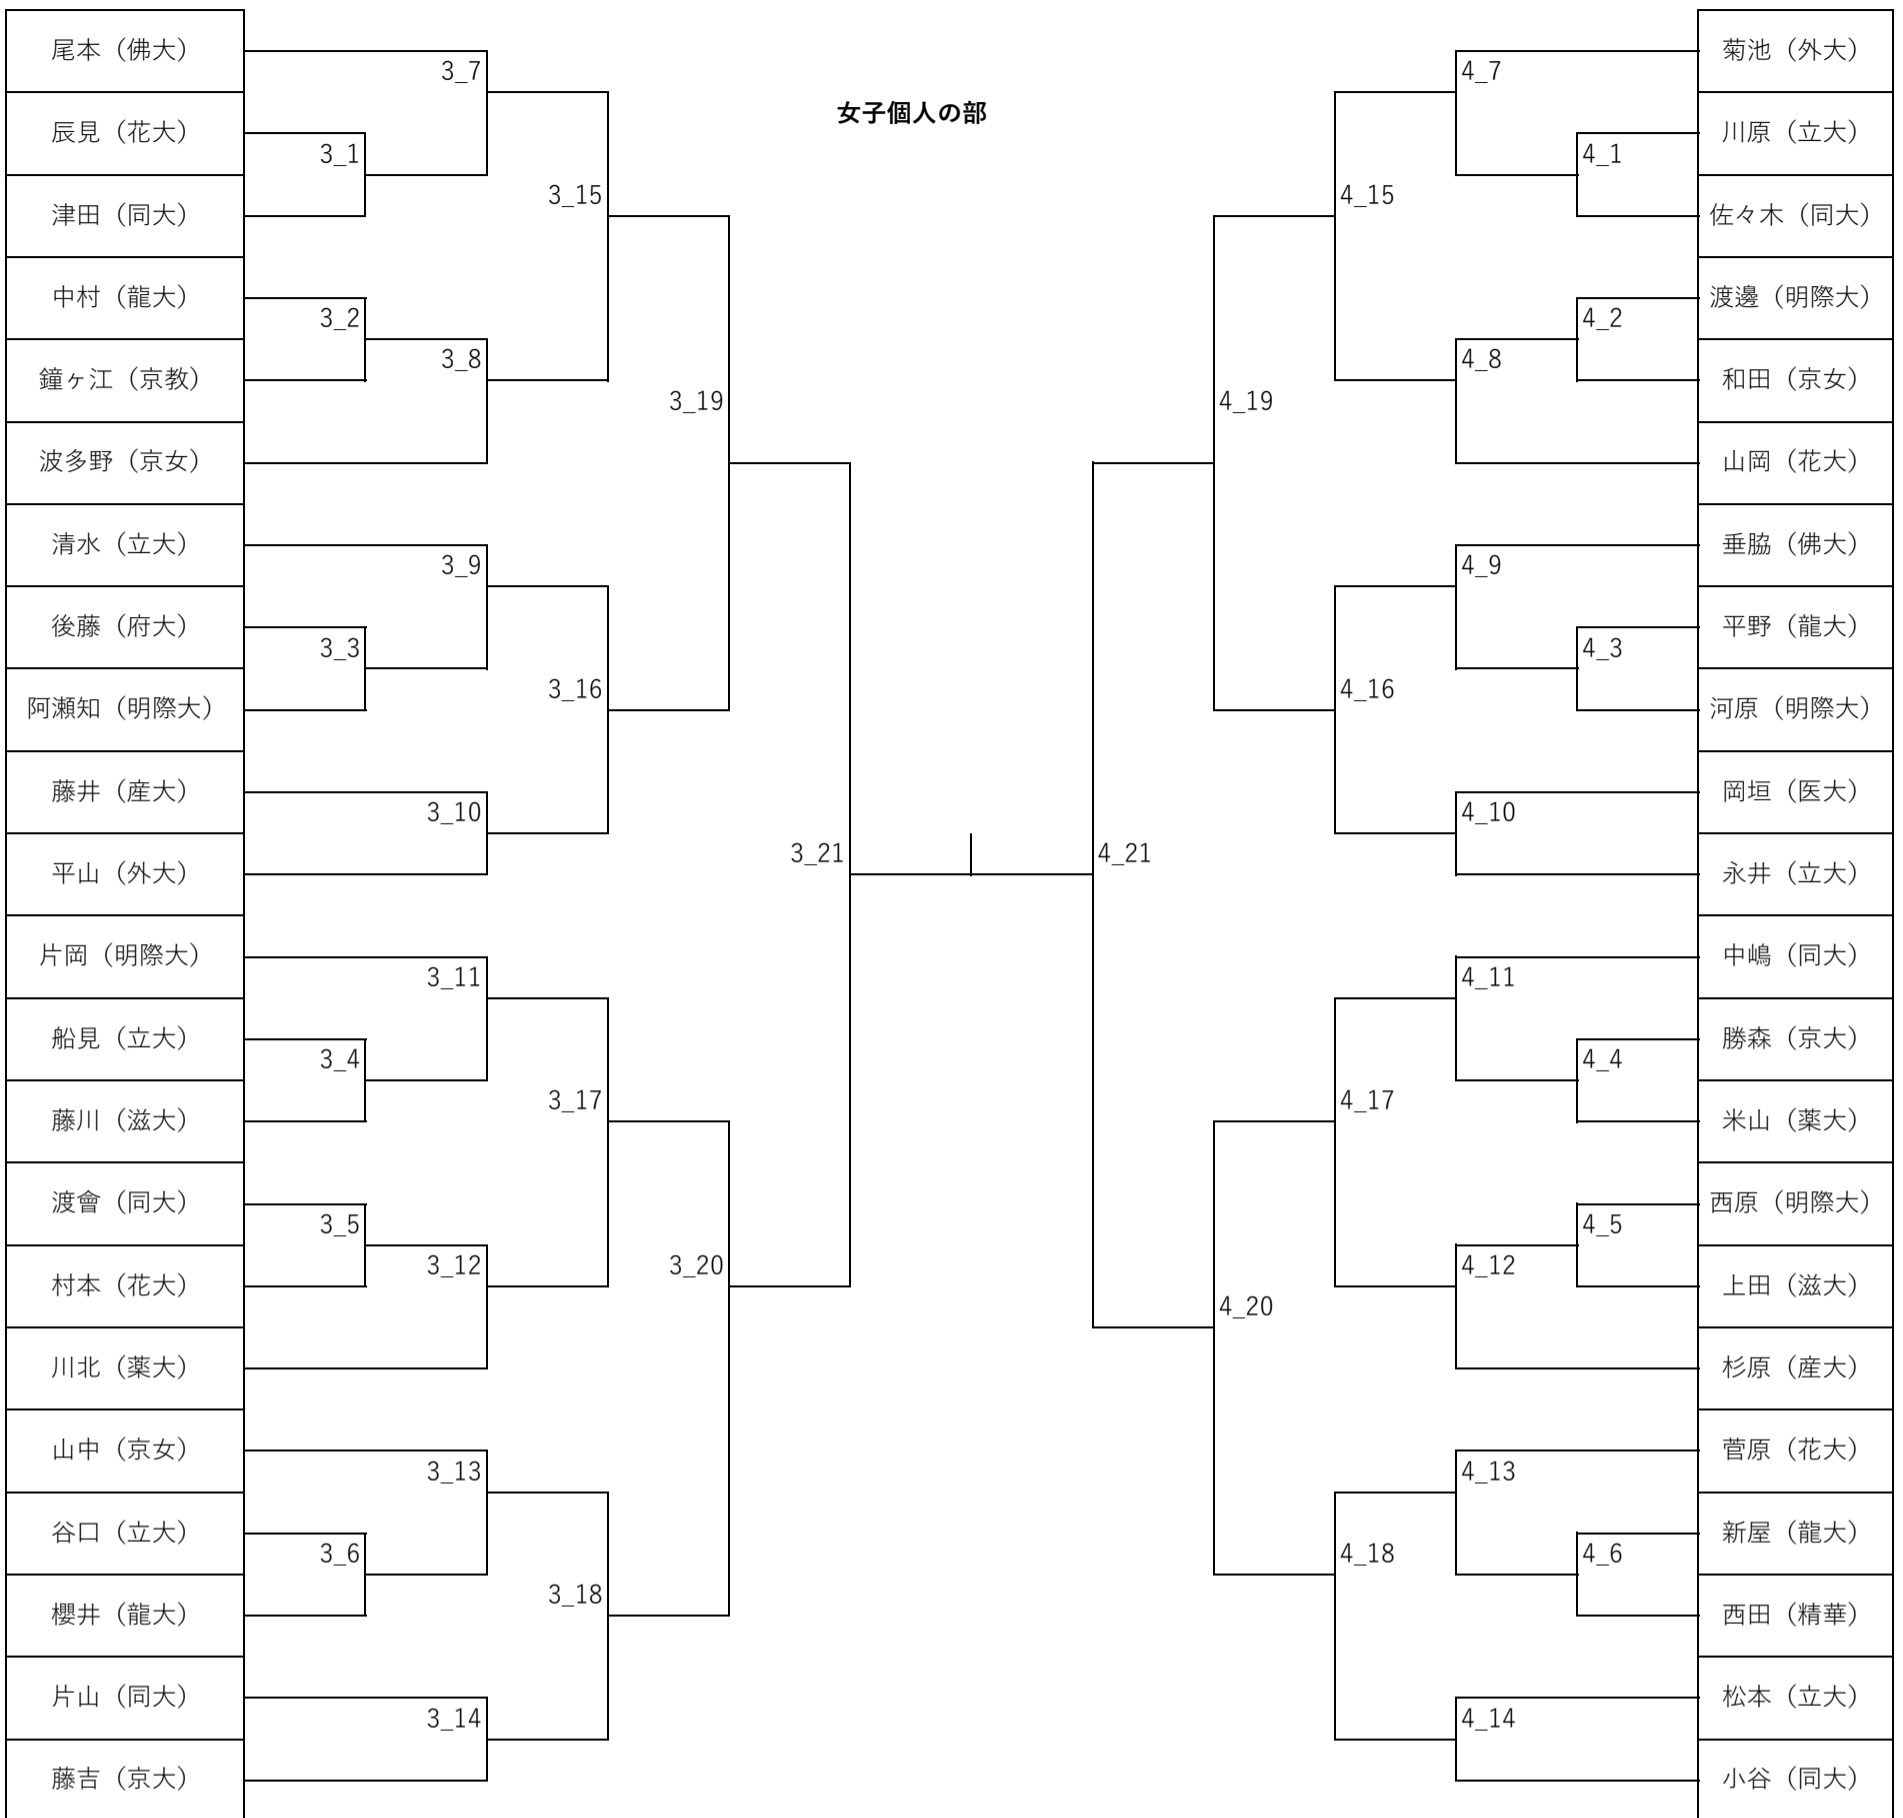 女子個人の部
尾本（佛大）
辰見（花大）
津田（同大）
中村（龍大）
鐘ヶ江（京教）
波多野（京女）
清水（立大）
後藤（府大）
阿瀬知（明際大）
藤井（産大）
平山（外大）
片岡（明際大）
船見（立大）
藤川（滋大）
渡會（同大）
村本（花大）
川北（薬大）
山中（京女）
谷口（立大）
櫻井（龍大）
片山（同大）
藤吉（京大）
3_1
3_2
3_3
3_4
3_5
3_6
3_7
3_8
3_9
3_10
3_11
3_12
3_13
3_14
3_15
3_16
3_17
3_18
3_19
3_20
3_21
4_21
4_19
4_20
4_15
4_16
4_17
4_18
4_7
4_8
4_9
4_10
4_11
4_12
4_13
4_14
4_1
4_2
4_3
4_4
4_5
4_6
菊池（外大）
川原（立大）
佐々木（同大）
渡邊（明際大）
和田（京女）
山岡（花大）
垂脇（佛大）
平野（龍大）
河原（明際大）
岡垣（医大）
永井（立大）
中嶋（同大）
勝森（京大）
米山（薬大）
西原（明際大）
上田（滋大）
杉原（産大）
菅原（花大）
新屋（龍大）
西田（精華）
松本（立大）
小谷（同大）